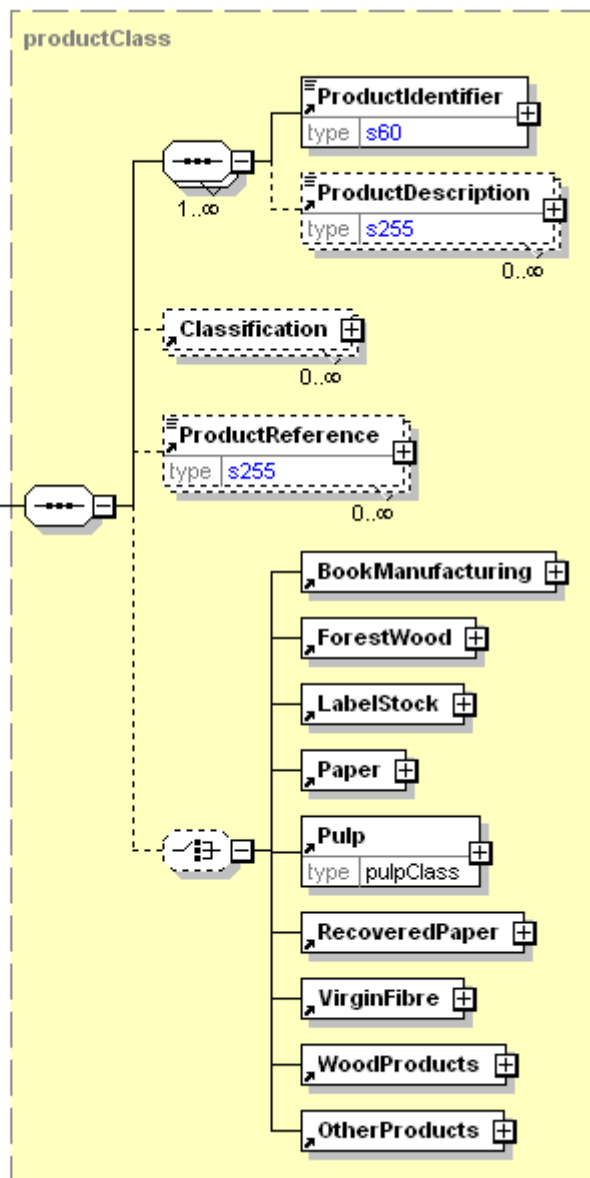 productClass
ProductIdentifier
type s60
ProductDescription
type s255
1..∞
0..∞
Classification
0..∞
ProductReference
type s255
0..∞
BookManufacturing
ForestWood
LabelStock
Paper
Pulp
type pulpClass
RecoveredPaper
VirginFibre
WoodProducts
OtherProducts